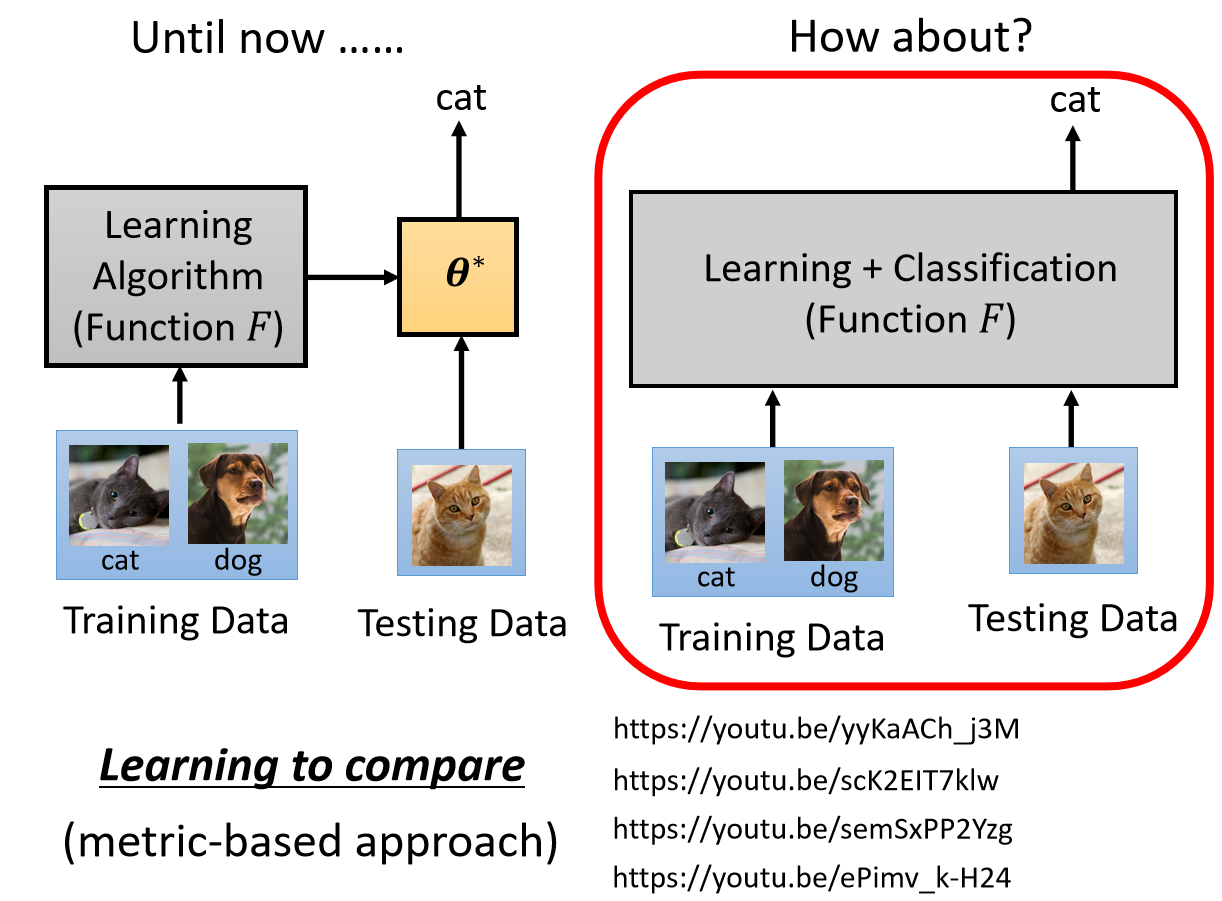 Until now ……
cat
Learning
Algorithm
(Function F)
θ*
cat
dog
Training Data
Testing Data
How about?
cat
Learning + Classification
(Function F)
cat
dog
Training Data
Testing Data
Learning to compare
(metric-based approach)
https://youtu.be/yyKaACh_j3M
https://youtu.be/scK2EIT7klw
https://youtu.be/semSxPP2Yzg
https://youtu.be/ePimv_k-H24